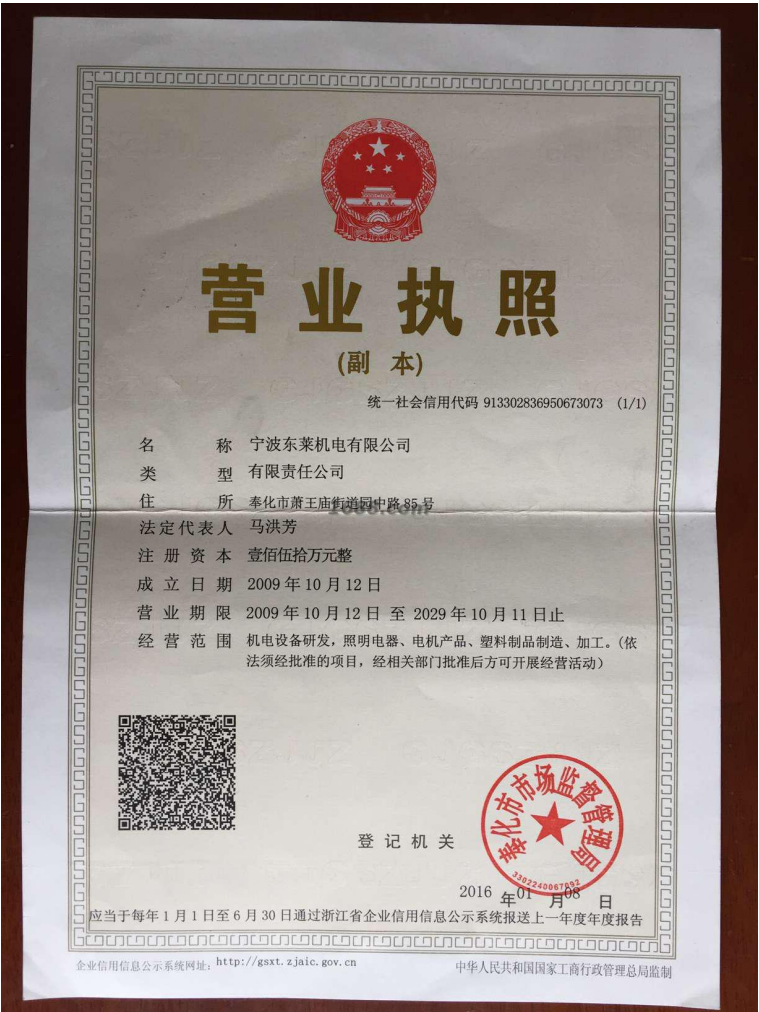 营业执照
(副 本)
统一社会信用代码 913302836950673073 (1/1)
名 称 宁波东莱机电有限公司
类 型 有限责任公司
住 所 奉化市萧王庙街道园中路85号
1688.com
法定代表人 马洪芳
注册资本 壹佰伍拾万元整
成立日期 2009年10月12日
营业期限 2009年10月12日 至 2029年10月11日止
经营范围 机电设备研发，照明电器、电机产品、塑料制品制造、加工。(依
法须经批准的项目，经相关部门批准后方可开展经营活动)
奉化市市场监督管理局
登记机关
3302240067092
2016年01月08日
应当于每年1月1日至6月30日通过浙江省企业信用信息公示系统报送上一年度年度报告
企业信用信息公示系统网址：http://gsxt.zjaic.gov.cn
中华人民共和国国家工商行政管理总局监制